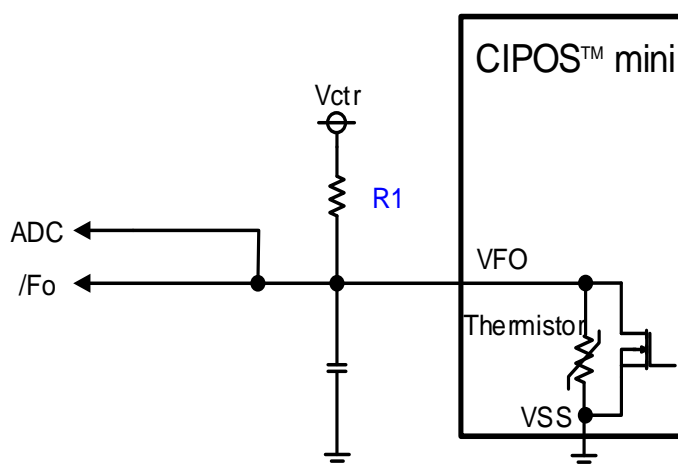 CIPOS™ mini
Vctr
R1
ADC
/Fo
VFO
Thermistor
VSS